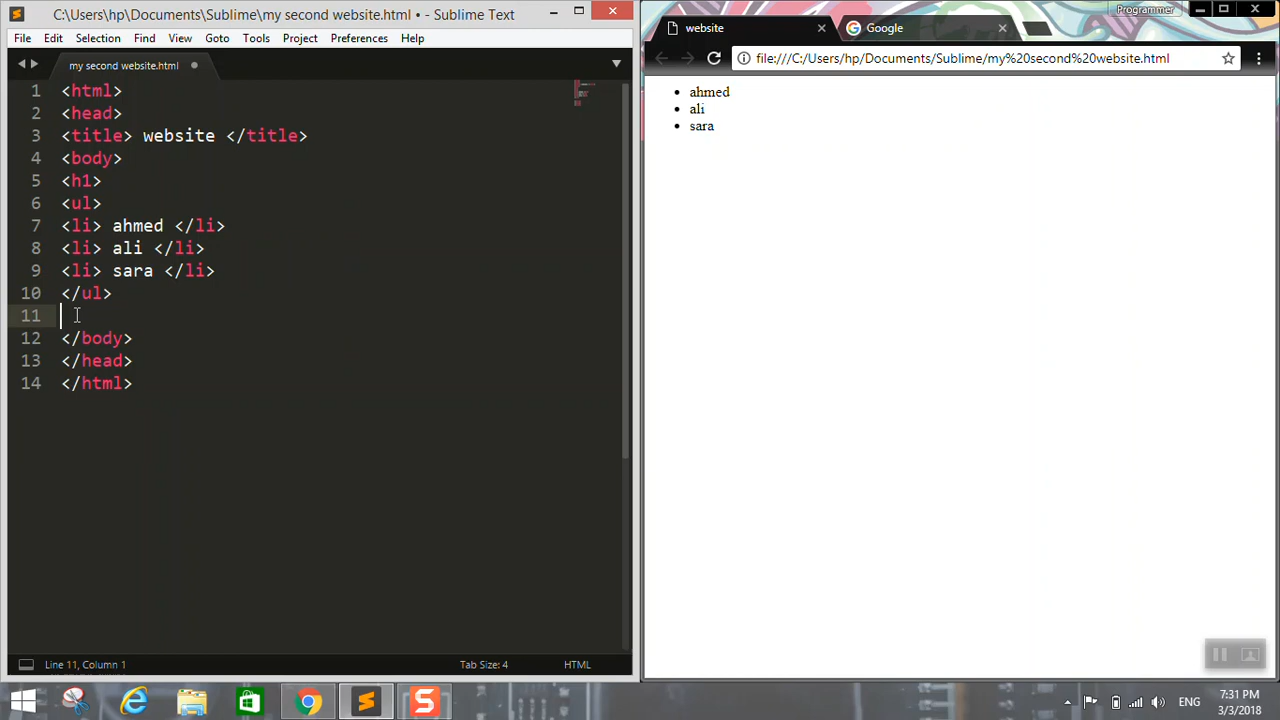 C:\Users\hp\Documents\Sublime\my second website.html • - Sublime Text
File Edit Selection Find View Goto Tools Project Preferences Help
my second website.html
1 <html>
2 <head>
3 <title> website </title>
4 <body>
5 <h1>
6 <ul>
7 <li> ahmed </li>
8 <li> ali </li>
9 <li> sara </li>
10 </ul>
11
12 </body>
13 </head>
14 </html>
Line 11, Column 1 Tab Size: 4 HTML
Programmer
website Google
file:///C:/Users/hp/Documents/Sublime/my%20second%20website.html
• ahmed
• ali
• sara
ENG
7:31 PM
3/3/2018